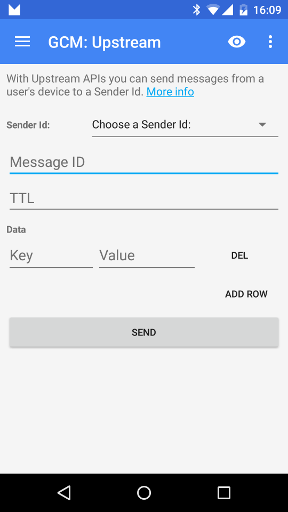 16:09
GCM: Upstream
With Upstream APIs you can send messages from a
user's device to a Sender Id. More info
Sender Id: Choose a Sender Id:
Message ID
TTL
Data
Key Value DEL
ADD ROW
SEND